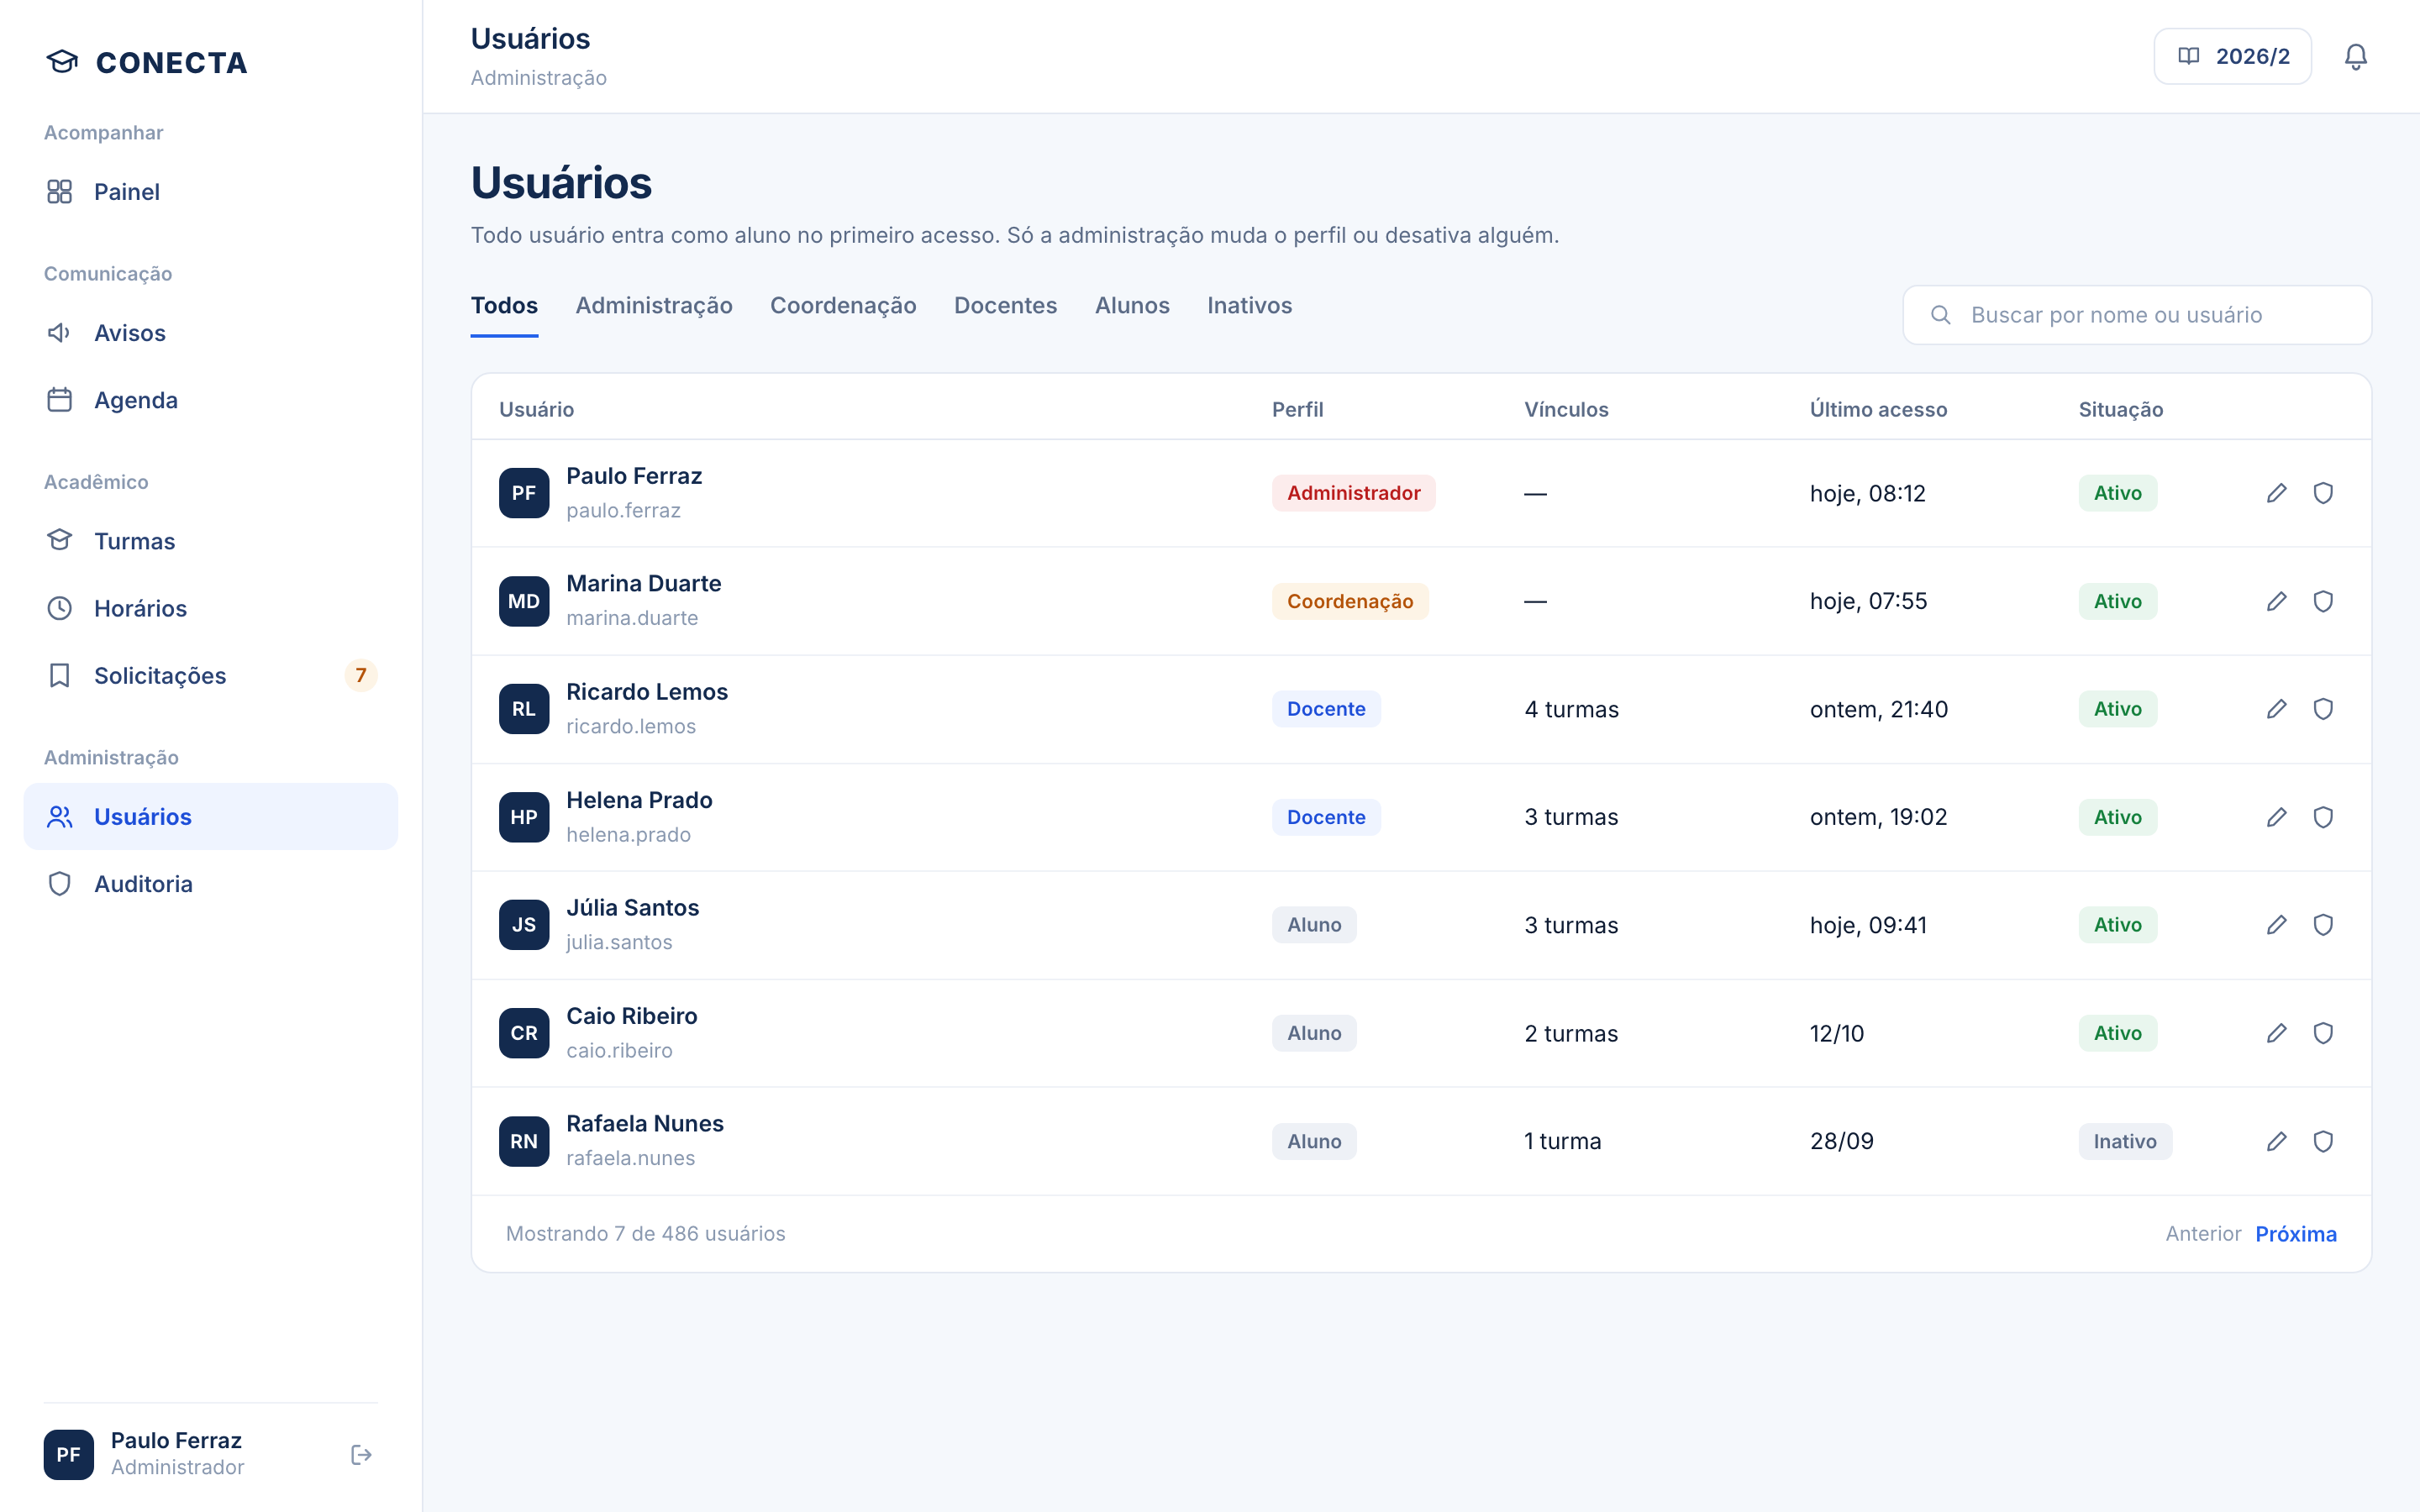 CONECTA
Acompanhar
Painel
Comunicação
Avisos
Agenda
Acadêmico
Turmas
Horários
Solicitações 7
Administração
Usuários
Auditoria
PF Paulo Ferraz
Administrador
Usuários
Administração
2026/2
Usuários
Todo usuário entra como aluno no primeiro acesso. Só a administração muda o perfil ou desativa alguém.
Todos Administração Coordenação Docentes Alunos Inativos
Buscar por nome ou usuário
Usuário Perfil Vínculos Último acesso Situação
PF Paulo Ferraz Administrador — hoje, 08:12 Ativo
paulo.ferraz
MD Marina Duarte Coordenação — hoje, 07:55 Ativo
marina.duarte
RL Ricardo Lemos Docente 4 turmas ontem, 21:40 Ativo
ricardo.lemos
HP Helena Prado Docente 3 turmas ontem, 19:02 Ativo
helena.prado
JS Júlia Santos Aluno 3 turmas hoje, 09:41 Ativo
julia.santos
CR Caio Ribeiro Aluno 2 turmas 12/10 Ativo
caio.ribeiro
RN Rafaela Nunes Aluno 1 turma 28/09 Inativo
rafaela.nunes
Mostrando 7 de 486 usuários
Anterior Próxima